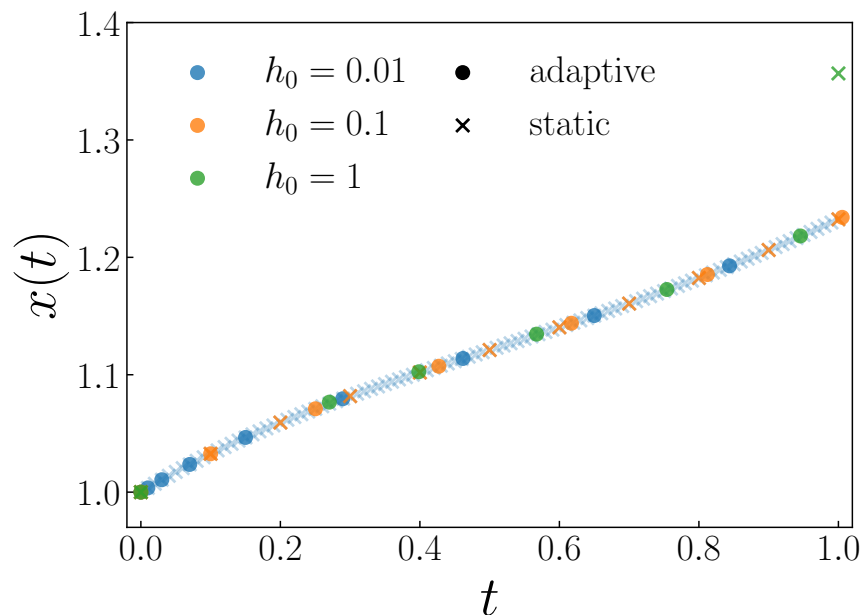 1.4
1.3
1.2
1.1
1.0
x(t)
h₀ = 0.01
h₀ = 0.1
h₀ = 1
adaptive
static
0.0 0.2 0.4 0.6 0.8 1.0
t